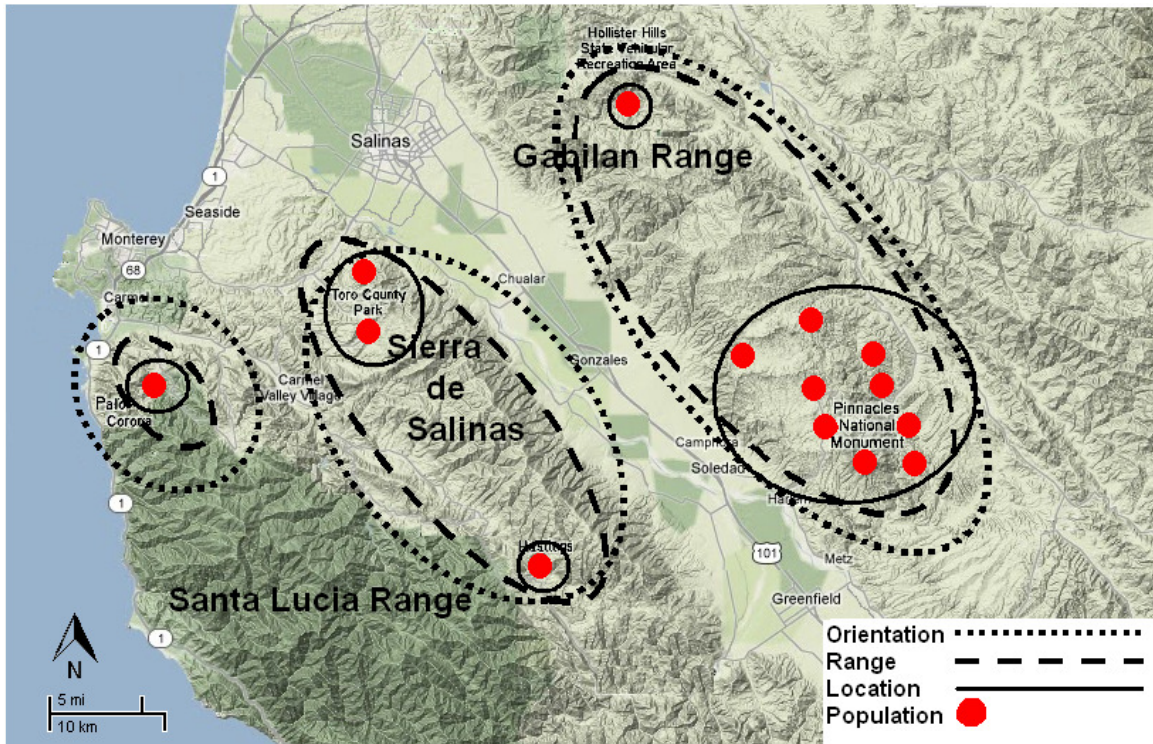 Hollister Hills
State Vehicular
Recreation Area
Gabilan Range
Salinas
1
Seaside
Monterey
68
Carmel
1
Toro County
Park
Chualar
Sierra
de
Salinas
Gonzales
Carmel
Valley Village
Corona
Pinnacles
National
Monument
Camphora
Soledad
1
Metz
101
Greenfield
Santa Lucia Range
1
N
5 mi
10 km
Orientation
Range
Location
Population